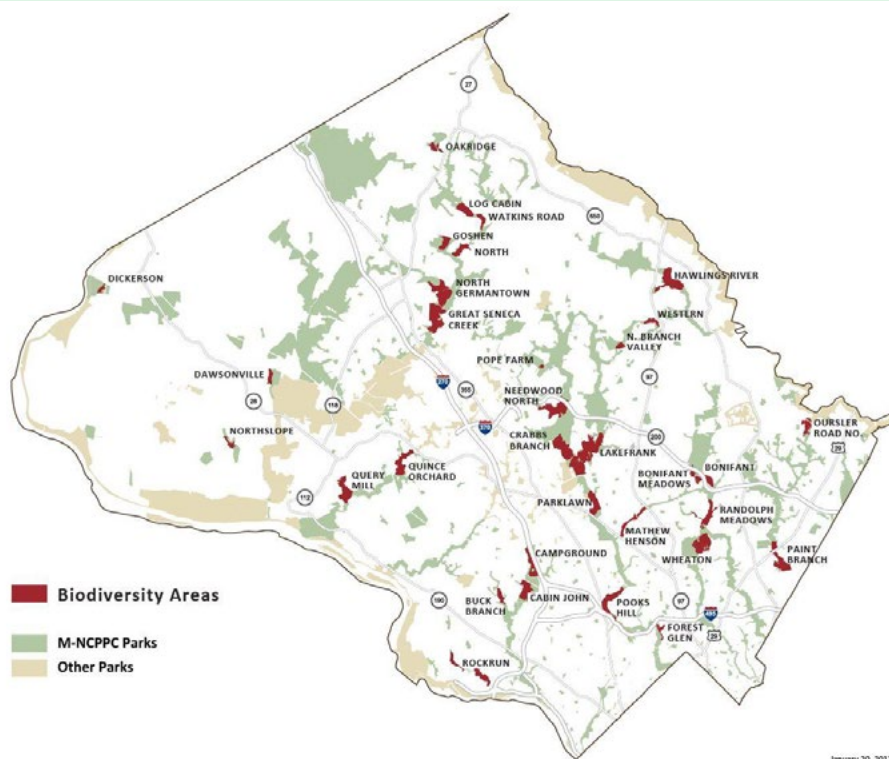 27
OAKRIDGE
LOG CABIN
WATKINS ROAD
650
GOSHEN
NORTH
DICKERSON
HAWLINGS RIVER
NORTH
GERMANTOWN
GREAT SENECA
CREEK
WESTERN
N. BRANCH
VALLEY
POPE FARM
DAWSONVILLE
270
355
97
28
118
NEEDWOOD
NORTH
370
200
OURSLER
ROAD NO.
29
NORTHSLOPE
CRABBS
BRANCH
LAKEFRANK
QUERY
MILL
QUINCE
ORCHARD
BONIFANT
MEADOWS
BONIFANT
112
PARKLAWN
RANDOLPH
MEADOWS
MATHEW
HENSON
CAMPGROUND
WHEATON
PAINT
BRANCH
Biodiversity Areas
190
BUCK
BRANCH
CABIN JOHN
POOKS
HILL
97
495
29
FOREST
GLEN
M-NCPPC Parks
Other Parks
ROCKRUN